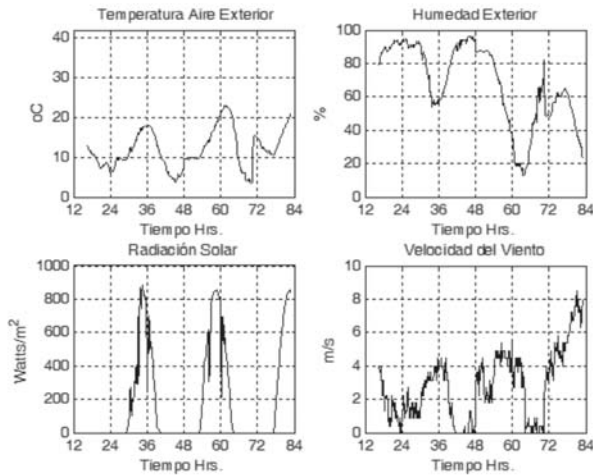 Temperatura Aire Exterior
40
30
20
10
0
oC
12 24 36 48 60 72 84
Tiempo Hrs.
Humedad Exterior
100
80
60
40
20
0
%
12 24 36 48 60 72 84
Tiempo Hrs.
Radiación Solar
1000
800
600
400
200
0
Watts/m²
12 24 36 48 60 72 84
Tiempo Hrs.
Velocidad del Viento
10
8
6
4
2
0
m/s
12 24 36 48 60 72 84
Tiempo Hrs.